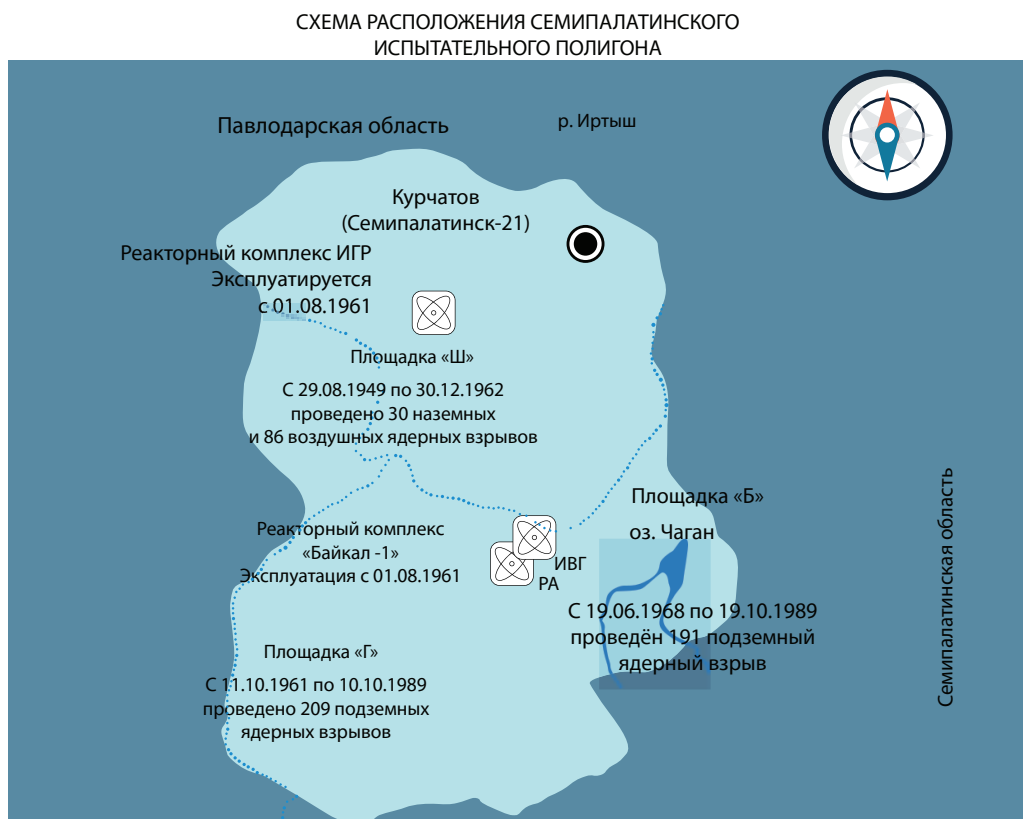 СХЕМА РАСПОЛОЖЕНИЯ СЕМИПАЛАТИНСКОГО
ИСПЫТАТЕЛЬНОГО ПОЛИГОНА
Павлодарская область
р. Иртыш
Курчатов
(Семипалатинск-21)
Реакторный комплекс ИГР
Эксплуатируется
с 01.08.1961
Площадка «Ш»
С 29.08.1949 по 30.12.1962
проведено 30 наземных
и 86 воздушных ядерных взрывов
Площадка «Б»
оз. Чаган
Реакторный комплекс
«Байкал -1»
Эксплуатация с 01.08.1961
ИВГ
РА
С 19.06.1968 по 19.10.1989
проведён 191 подземный
ядерный взрыв
Площадка «Г»
С 11.10.1961 по 10.10.1989
проведено 209 подземных
ядерных взрывов
Семипалатинская область